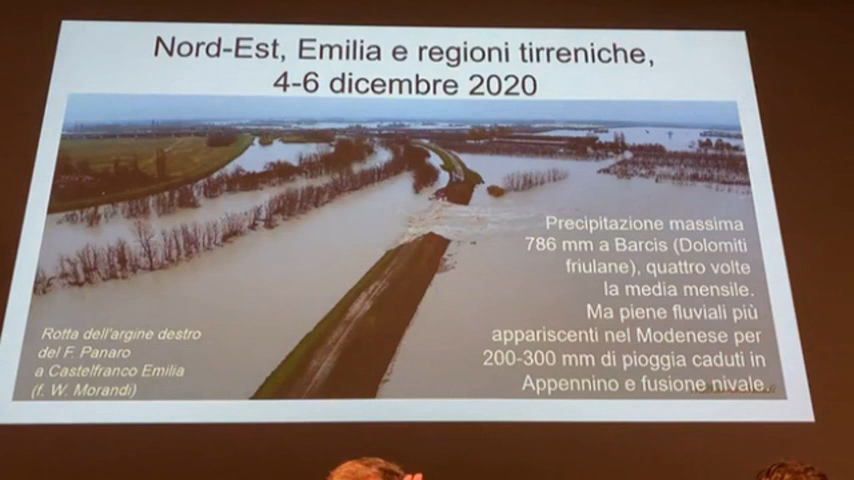 Nord-Est, Emilia e regioni tirreniche,
4-6 dicembre 2020
Precipitazione massima
786 mm a Barcis (Dolomiti
friulane), quattro volte
la media mensile.
Ma piene fluviali più
appariscenti nel Modenese per
200-300 mm di pioggia caduti in
Appennino e fusione nivale.
Rotta dell'argine destro
del F. Panaro
a Castelfranco Emilia
(f. W. Morandi)